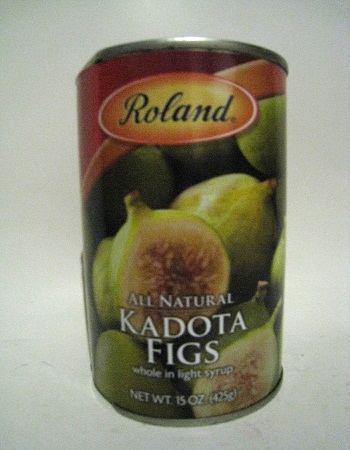 Roland®
ALL NATURAL
KADOTA
FIGS
whole in light syrup
NET WT. 15 OZ. (425g)